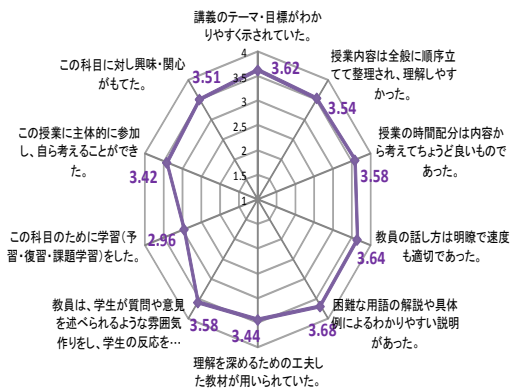 講義のテーマ・目標がわか
りやすく示されていた。
4
3.5
3
2.5
2
1.5
1
3.62
授業内容は全般に順序立
てて整理され、理解しやす
かった。
3.54
授業の時間配分は内容か
ら考えてちょうど良いもので
あった。
3.58
教員の話し方は明瞭で速度
も適切であった。
3.64
困難な用語の解説や具体
例によるわかりやすい説明
があった。
3.68
理解を深めるための工夫し
た教材が用いられていた。
3.44
教員は、学生が質問や意見
を述べられるような雰囲気
作りをし、学生の反応を…
3.58
この科目のために学習(予
習・復習・課題学習)をした。
2.96
この授業に主体的に参加
し、自ら考えることができ
た。
3.42
この科目に対し興味・関心
がもてた。
3.51